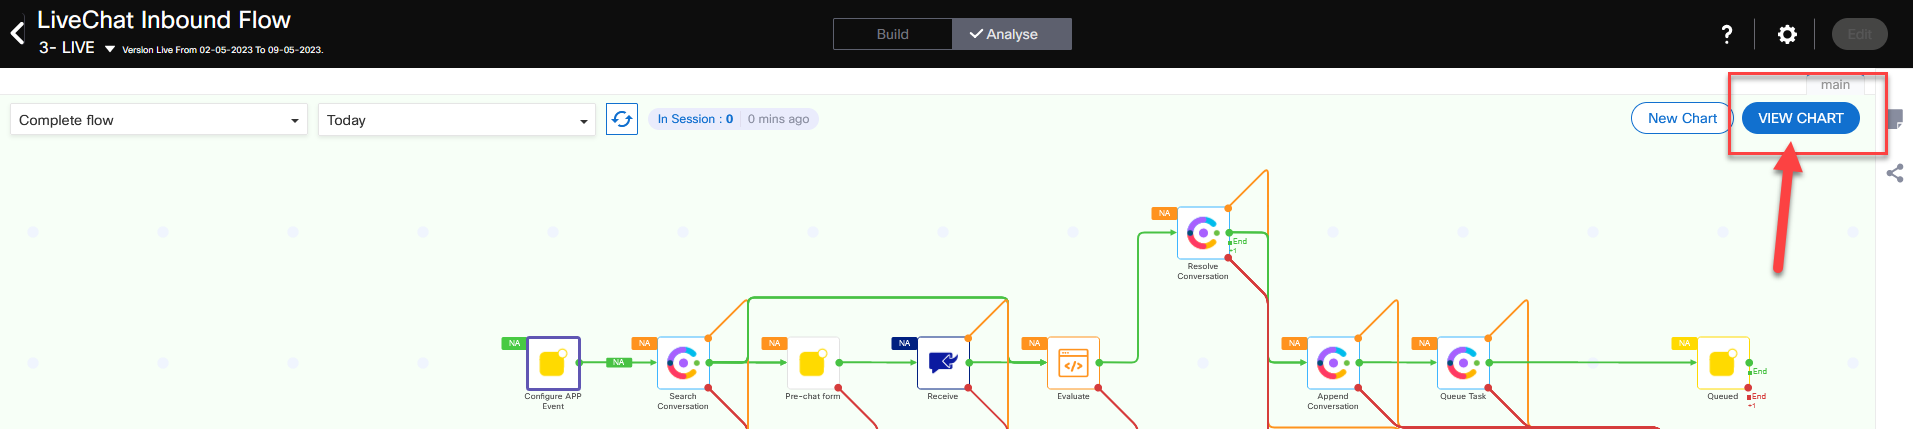 LiveChat Inbound Flow
3- LIVE Version Live From 02-05-2023 To 09-05-2023.
Build Analyse
? Edit
main
Complete flow Today In Session : 0 0 mins ago New Chart VIEW CHART
NA
Resolve
Conversation
End
+1
NA
Configure APP
Event
NA
NA
Search
Conversation
NA
Pre-chat form
NA
Receive
NA
Evaluate
NA
Append
Conversation
NA
Queue Task
NA
Queued
End
End
+1